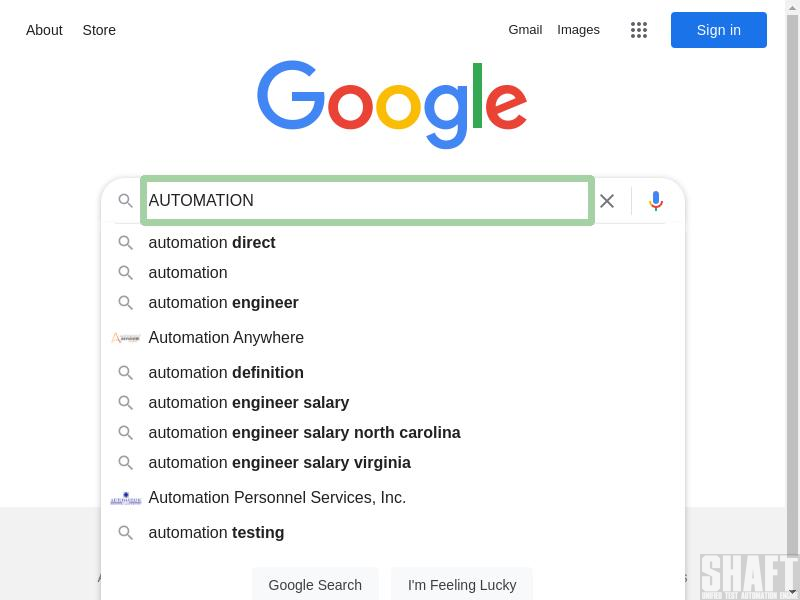 About Store Gmail Images Sign in
Google
AUTOMATION
automation direct
automation
automation engineer
Automation Anywhere
automation definition
automation engineer salary
automation engineer salary north carolina
automation engineer salary virginia
Automation Personnel Services, Inc.
automation testing
Google Search I'm Feeling Lucky
SHAFT